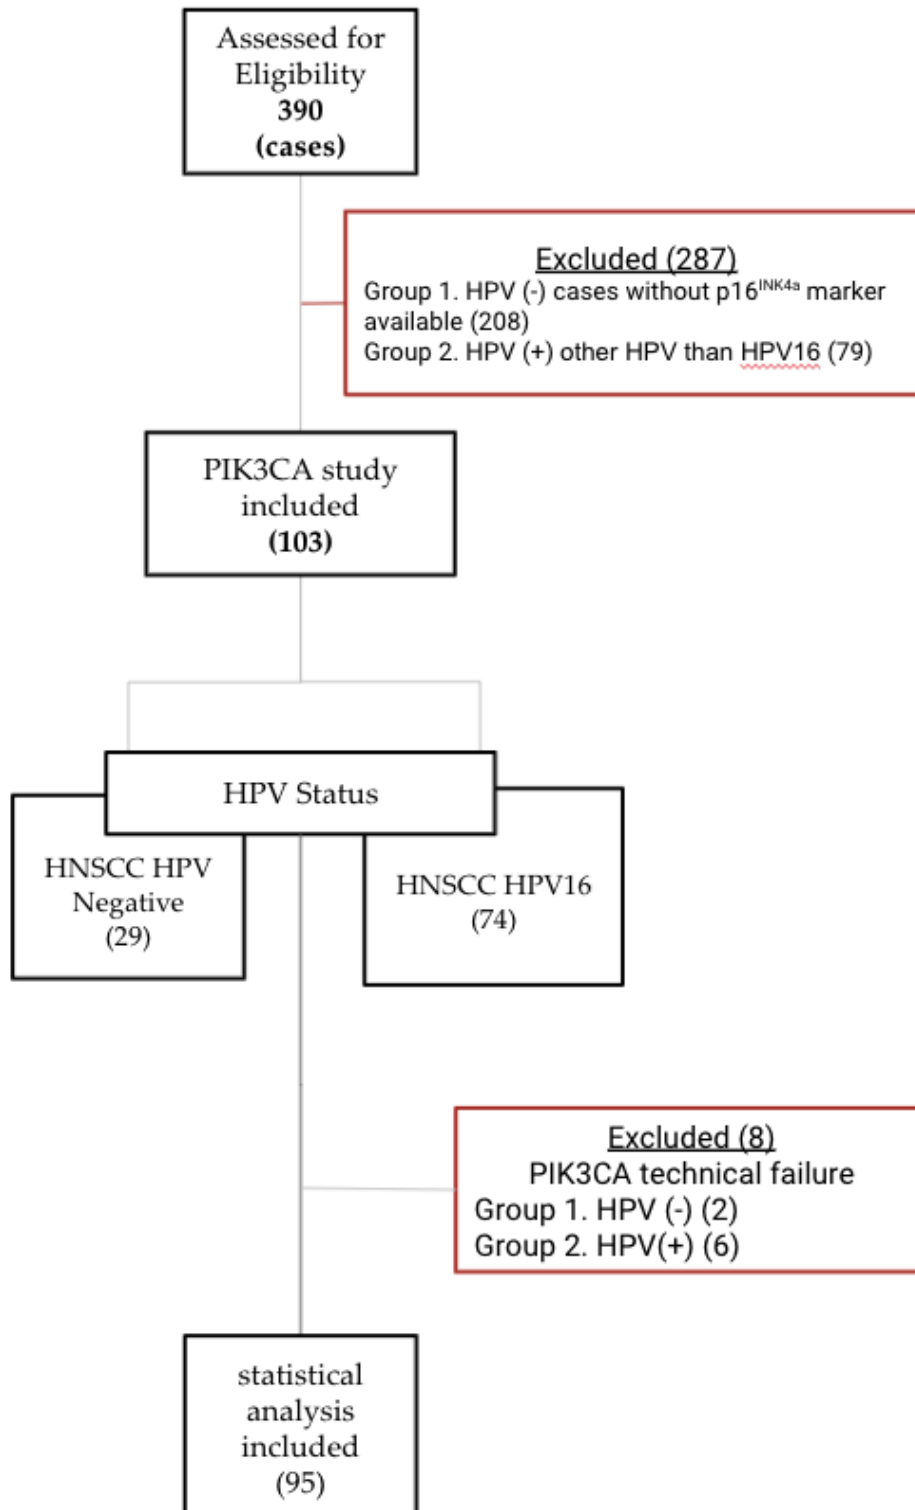 Assessed for
Eligibility
390
(cases)
Excluded (287)
Group 1. HPV (-) cases without p16INK4a marker
available (208)
Group 2. HPV (+) other HPV than HPV16 (79)
PIK3CA study
included
(103)
HPV Status
HNSCC HPV
Negative
(29)
HNSCC HPV16
(74)
Excluded (8)
PIK3CA technical failure
Group 1. HPV (-) (2)
Group 2. HPV(+) (6)
statistical
analysis
included
(95)